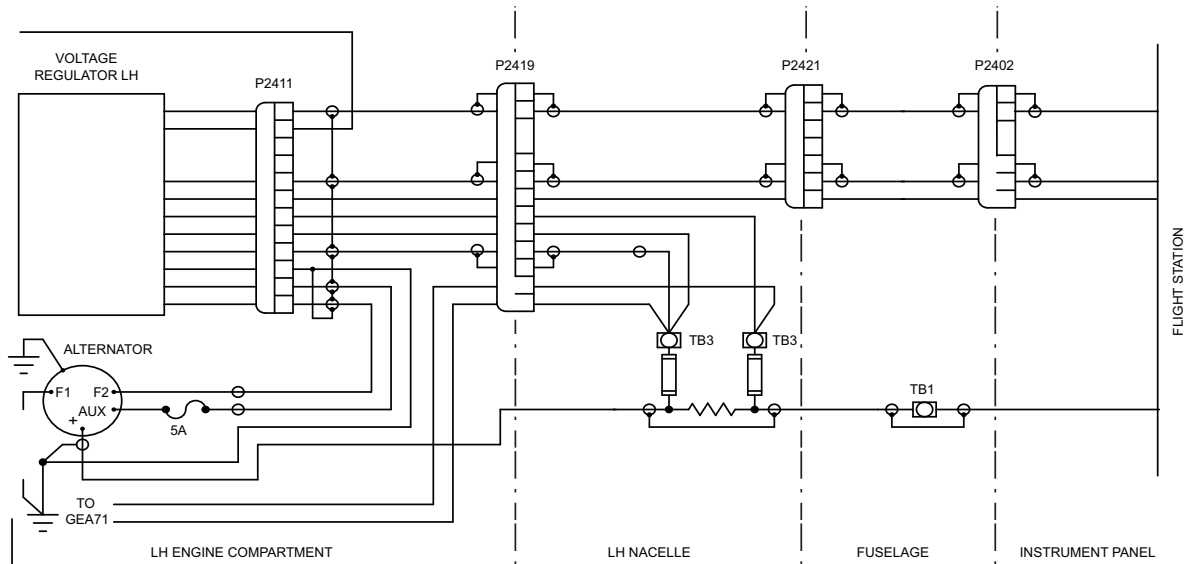 VOLTAGE
REGULATOR LH
P2411
P2419
P2421
P2402
FLIGHT STATION
ALTERNATOR
F1
F2
AUX
+
5A
TB3
TB3
TB1
TO
GEA71
LH ENGINE COMPARTMENT
LH NACELLE
FUSELAGE
INSTRUMENT PANEL